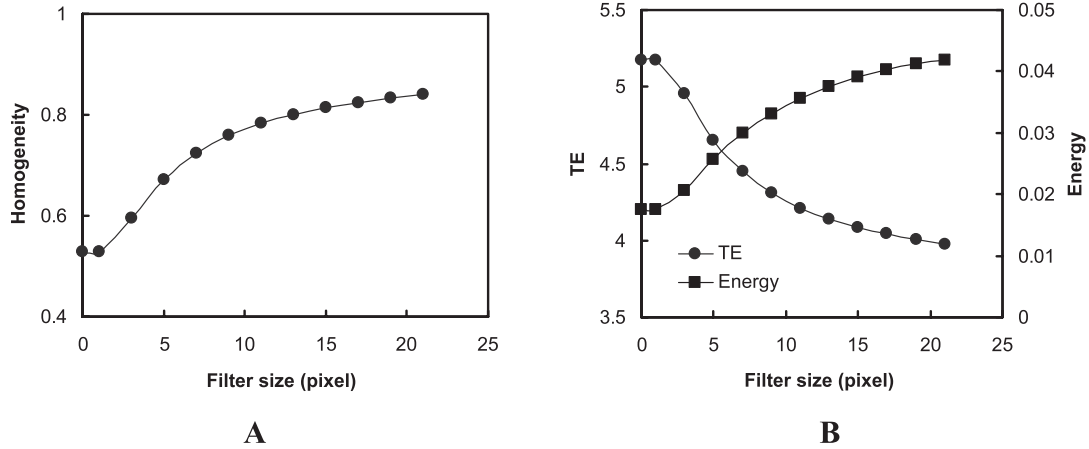 1
0.8
0.6
0.4
Homogeneity
0 5 10 15 20 25
Filter size (pixel)
A
5.5
5
4.5
4
3.5
TE
TE
Energy
0.05
0.04
0.03
0.02
0.01
0
Energy
0 5 10 15 20 25
Filter size (pixel)
B